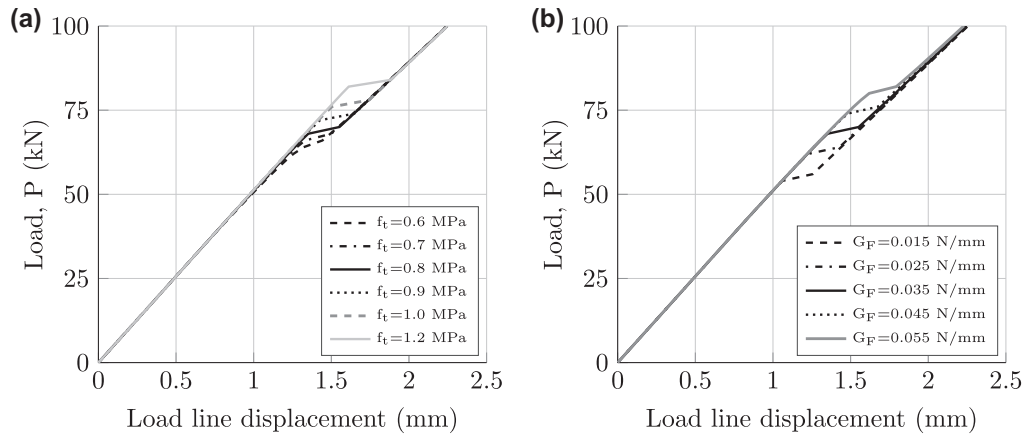 (a)
100
75
50
25
0
0
0.5
1
1.5
2
2.5
Load, P (kN)
Load line displacement (mm)
f_t=0.6 MPa
f_t=0.7 MPa
f_t=0.8 MPa
f_t=0.9 MPa
f_t=1.0 MPa
f_t=1.2 MPa
(b)
100
75
50
25
0
0
0.5
1
1.5
2
2.5
Load, P (kN)
Load line displacement (mm)
G_F=0.015 N/mm
G_F=0.025 N/mm
G_F=0.035 N/mm
G_F=0.045 N/mm
G_F=0.055 N/mm